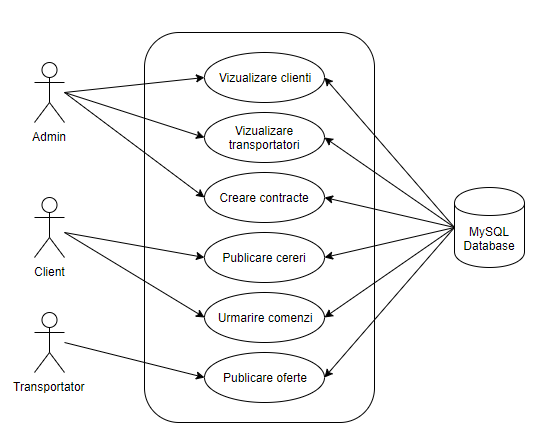 Vizualizare clienti
Admin
Vizualizare
transportatori
Creare contracte
MySQL
Database
Client
Publicare cereri
Urmarire comenzi
Transportator
Publicare oferte